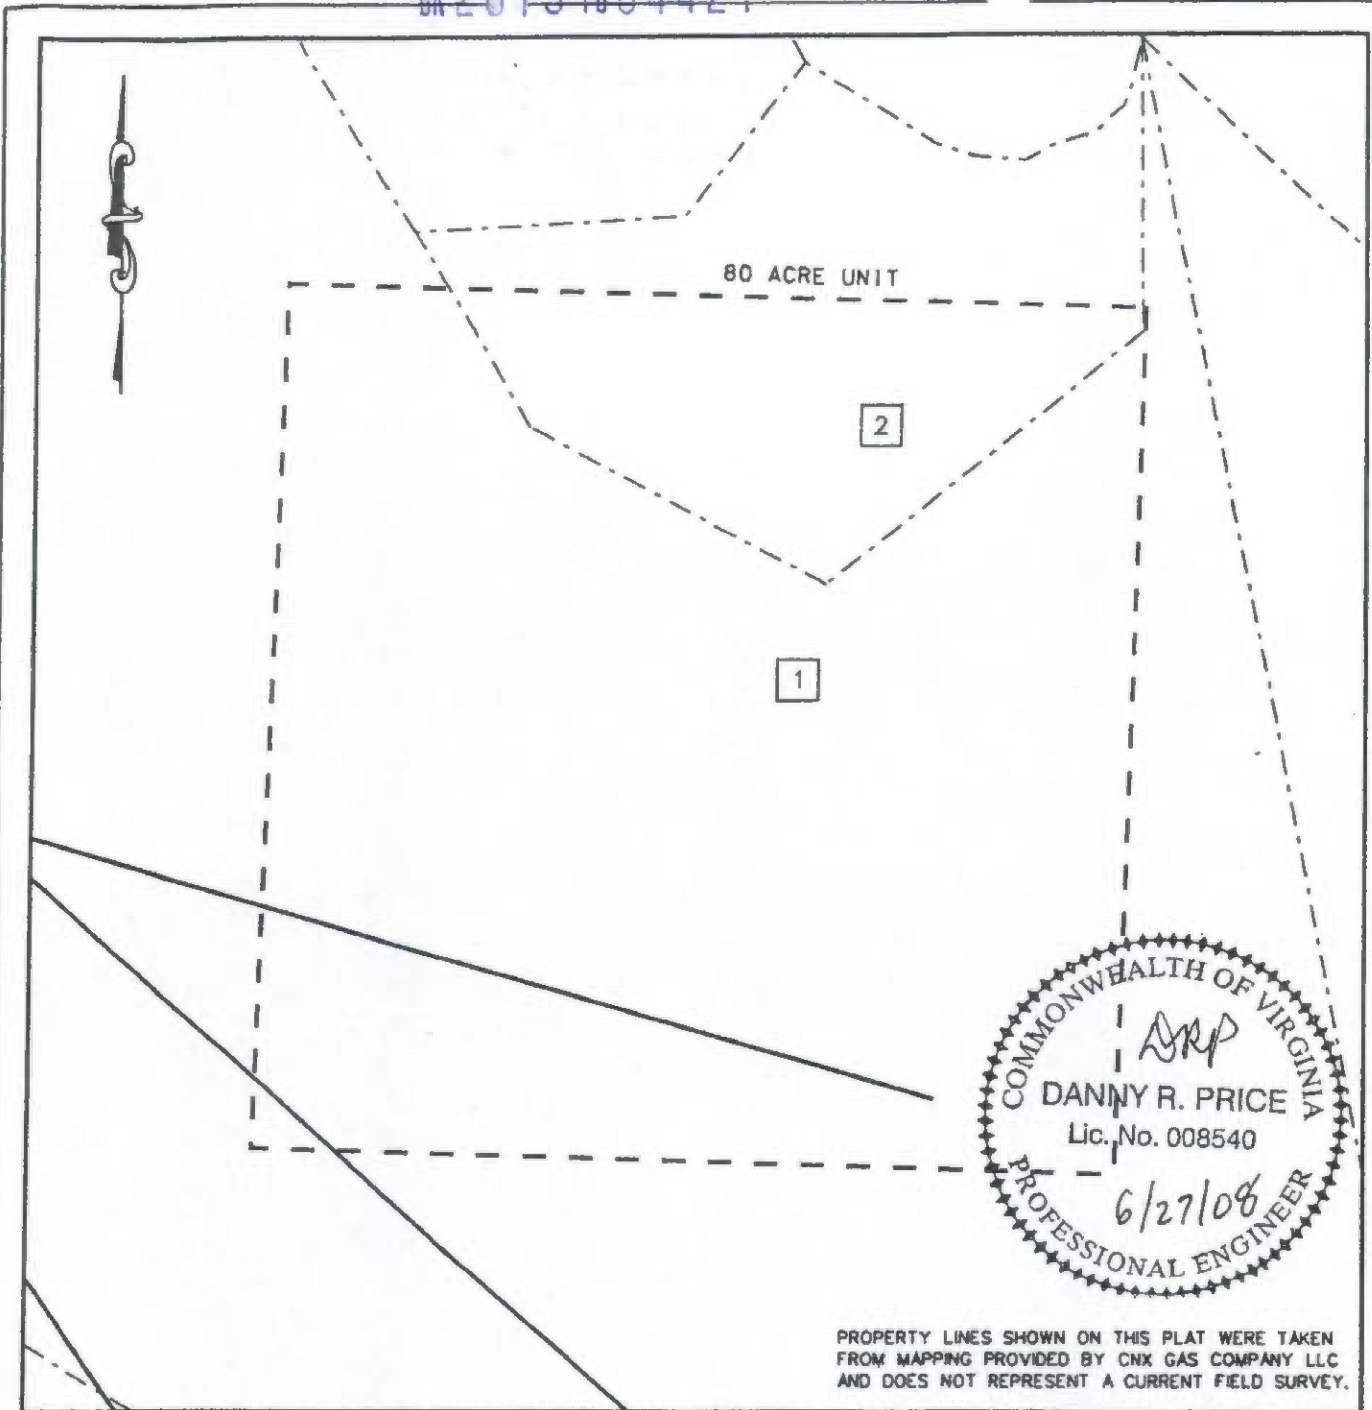 80 ACRE UNIT
2
1
COMMONWEALTH OF VIRGINIA
DRP
DANNY R. PRICE
Lic. No. 008540
6/27/08
PROFESSIONAL ENGINEER
PROPERTY LINES SHOWN ON THIS PLAT WERE TAKEN
FROM MAPPING PROVIDED BY CNX GAS COMPANY LLC
AND DOES NOT REPRESENT A CURRENT FIELD SURVEY.